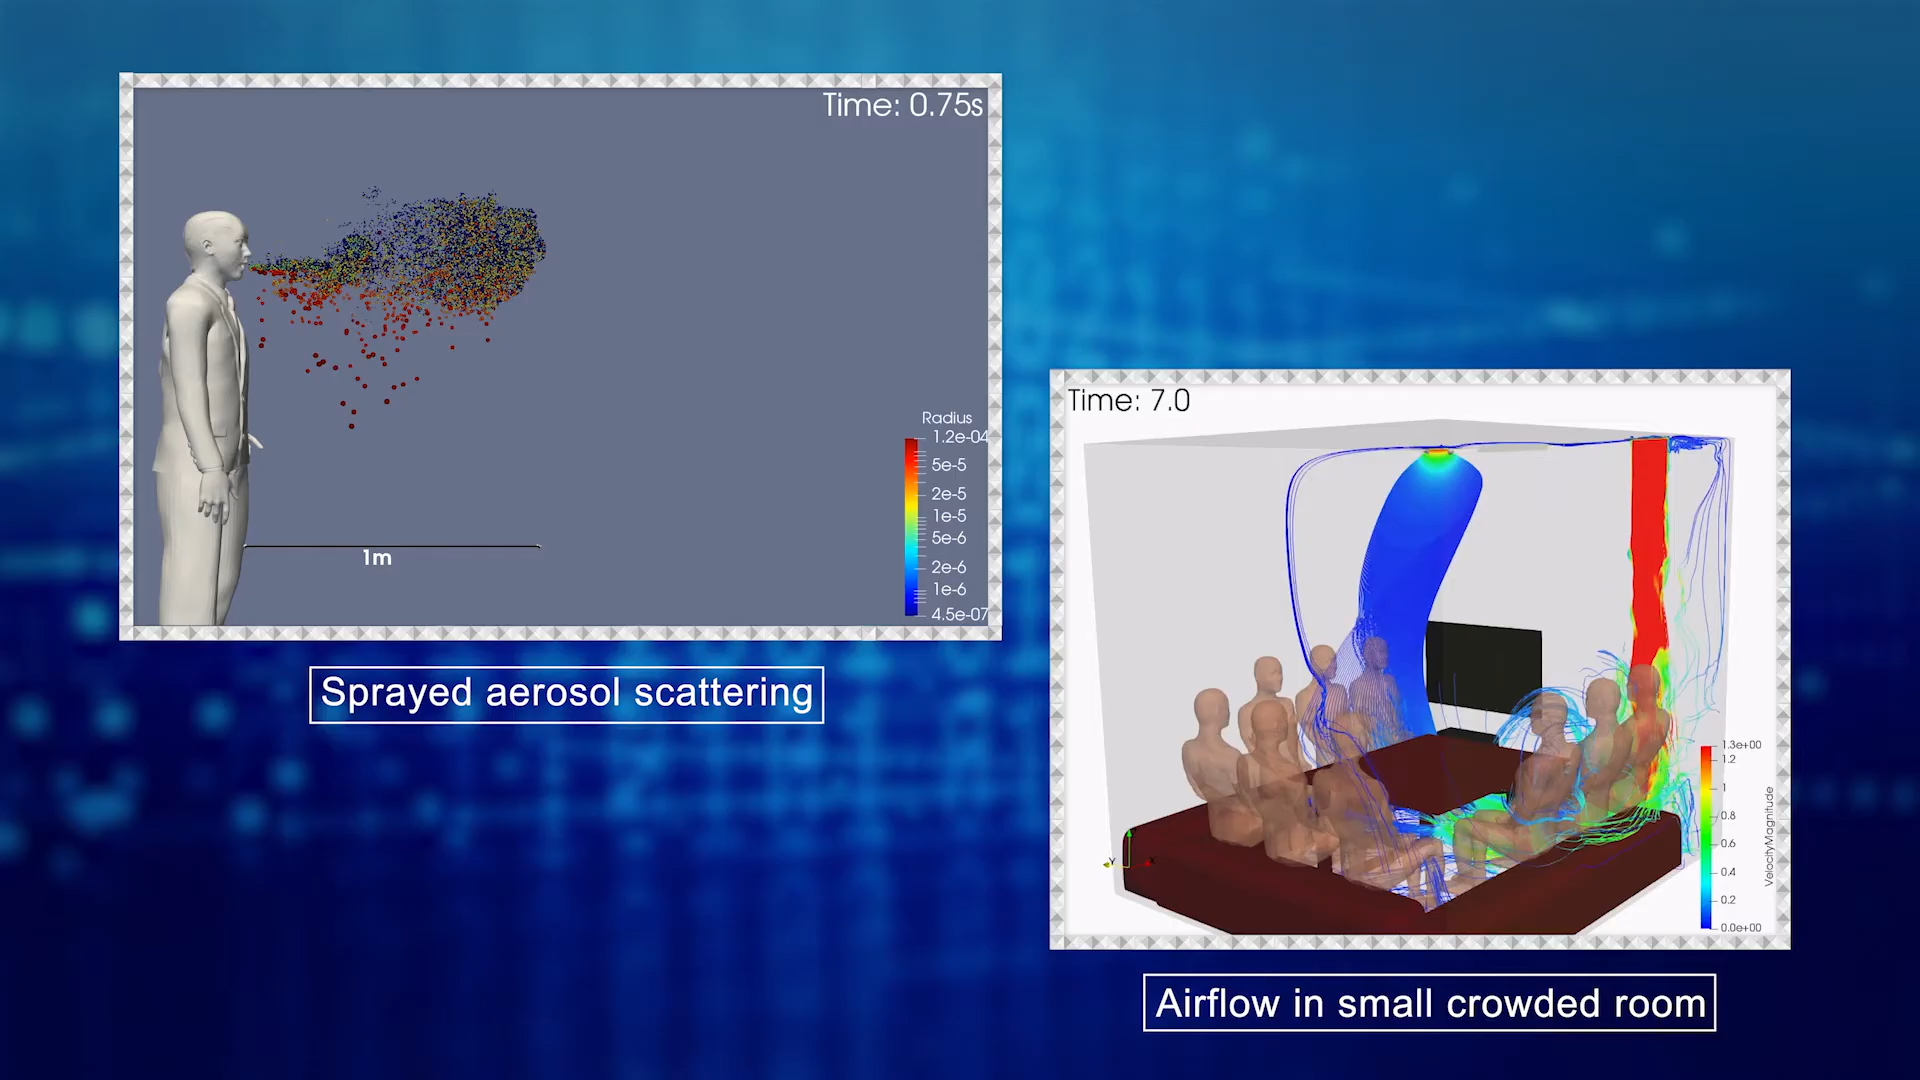 Time: 0.75s
Radius
1.2e-04
5e-5
2e-5
1e-5
5e-6
2e-6
1e-6
4.5e-07
1m
Sprayed aerosol scattering
Time: 7.0
1.3e+00
1.2
1
0.8
0.6
0.4
0.2
0.0e+00
VelocityMagnitude
Y
X
Airflow in small crowded room